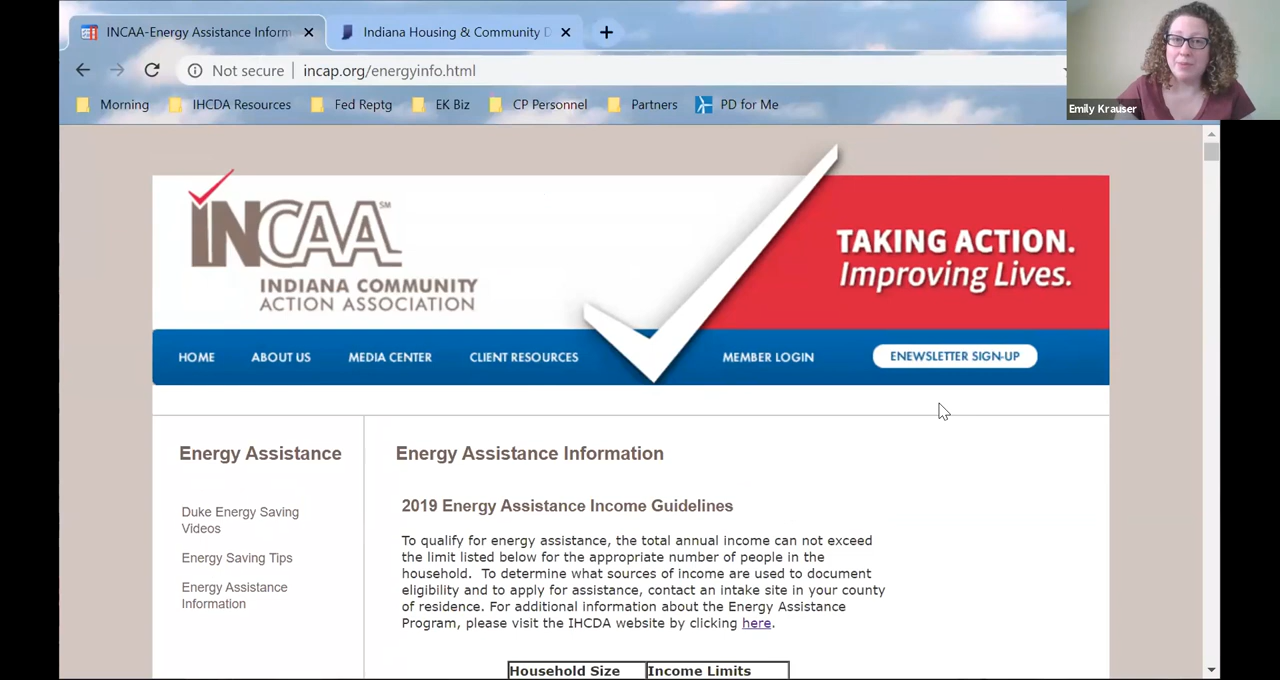 INCAA-Energy Assistance Inform
Indiana Housing & Community D
Not secure | incap.org/energyinfo.html
Morning IHCDA Resources Fed Reptg EK Biz CP Personnel Partners PD for Me
Emily Krauser
INCAA SM
INDIANA COMMUNITY
ACTION ASSOCIATION
TAKING ACTION.
Improving Lives.
HOME ABOUT US MEDIA CENTER CLIENT RESOURCES MEMBER LOGIN ENEWSLETTER SIGN-UP
Energy Assistance
Duke Energy Saving
Videos
Energy Saving Tips
Energy Assistance
Information
Energy Assistance Information
2019 Energy Assistance Income Guidelines
To qualify for energy assistance, the total annual income can not exceed
the limit listed below for the appropriate number of people in the
household. To determine what sources of income are used to document
eligibility and to apply for assistance, contact an intake site in your county
of residence. For additional information about the Energy Assistance
Program, please visit the IHCDA website by clicking here.
Household Size Income Limits